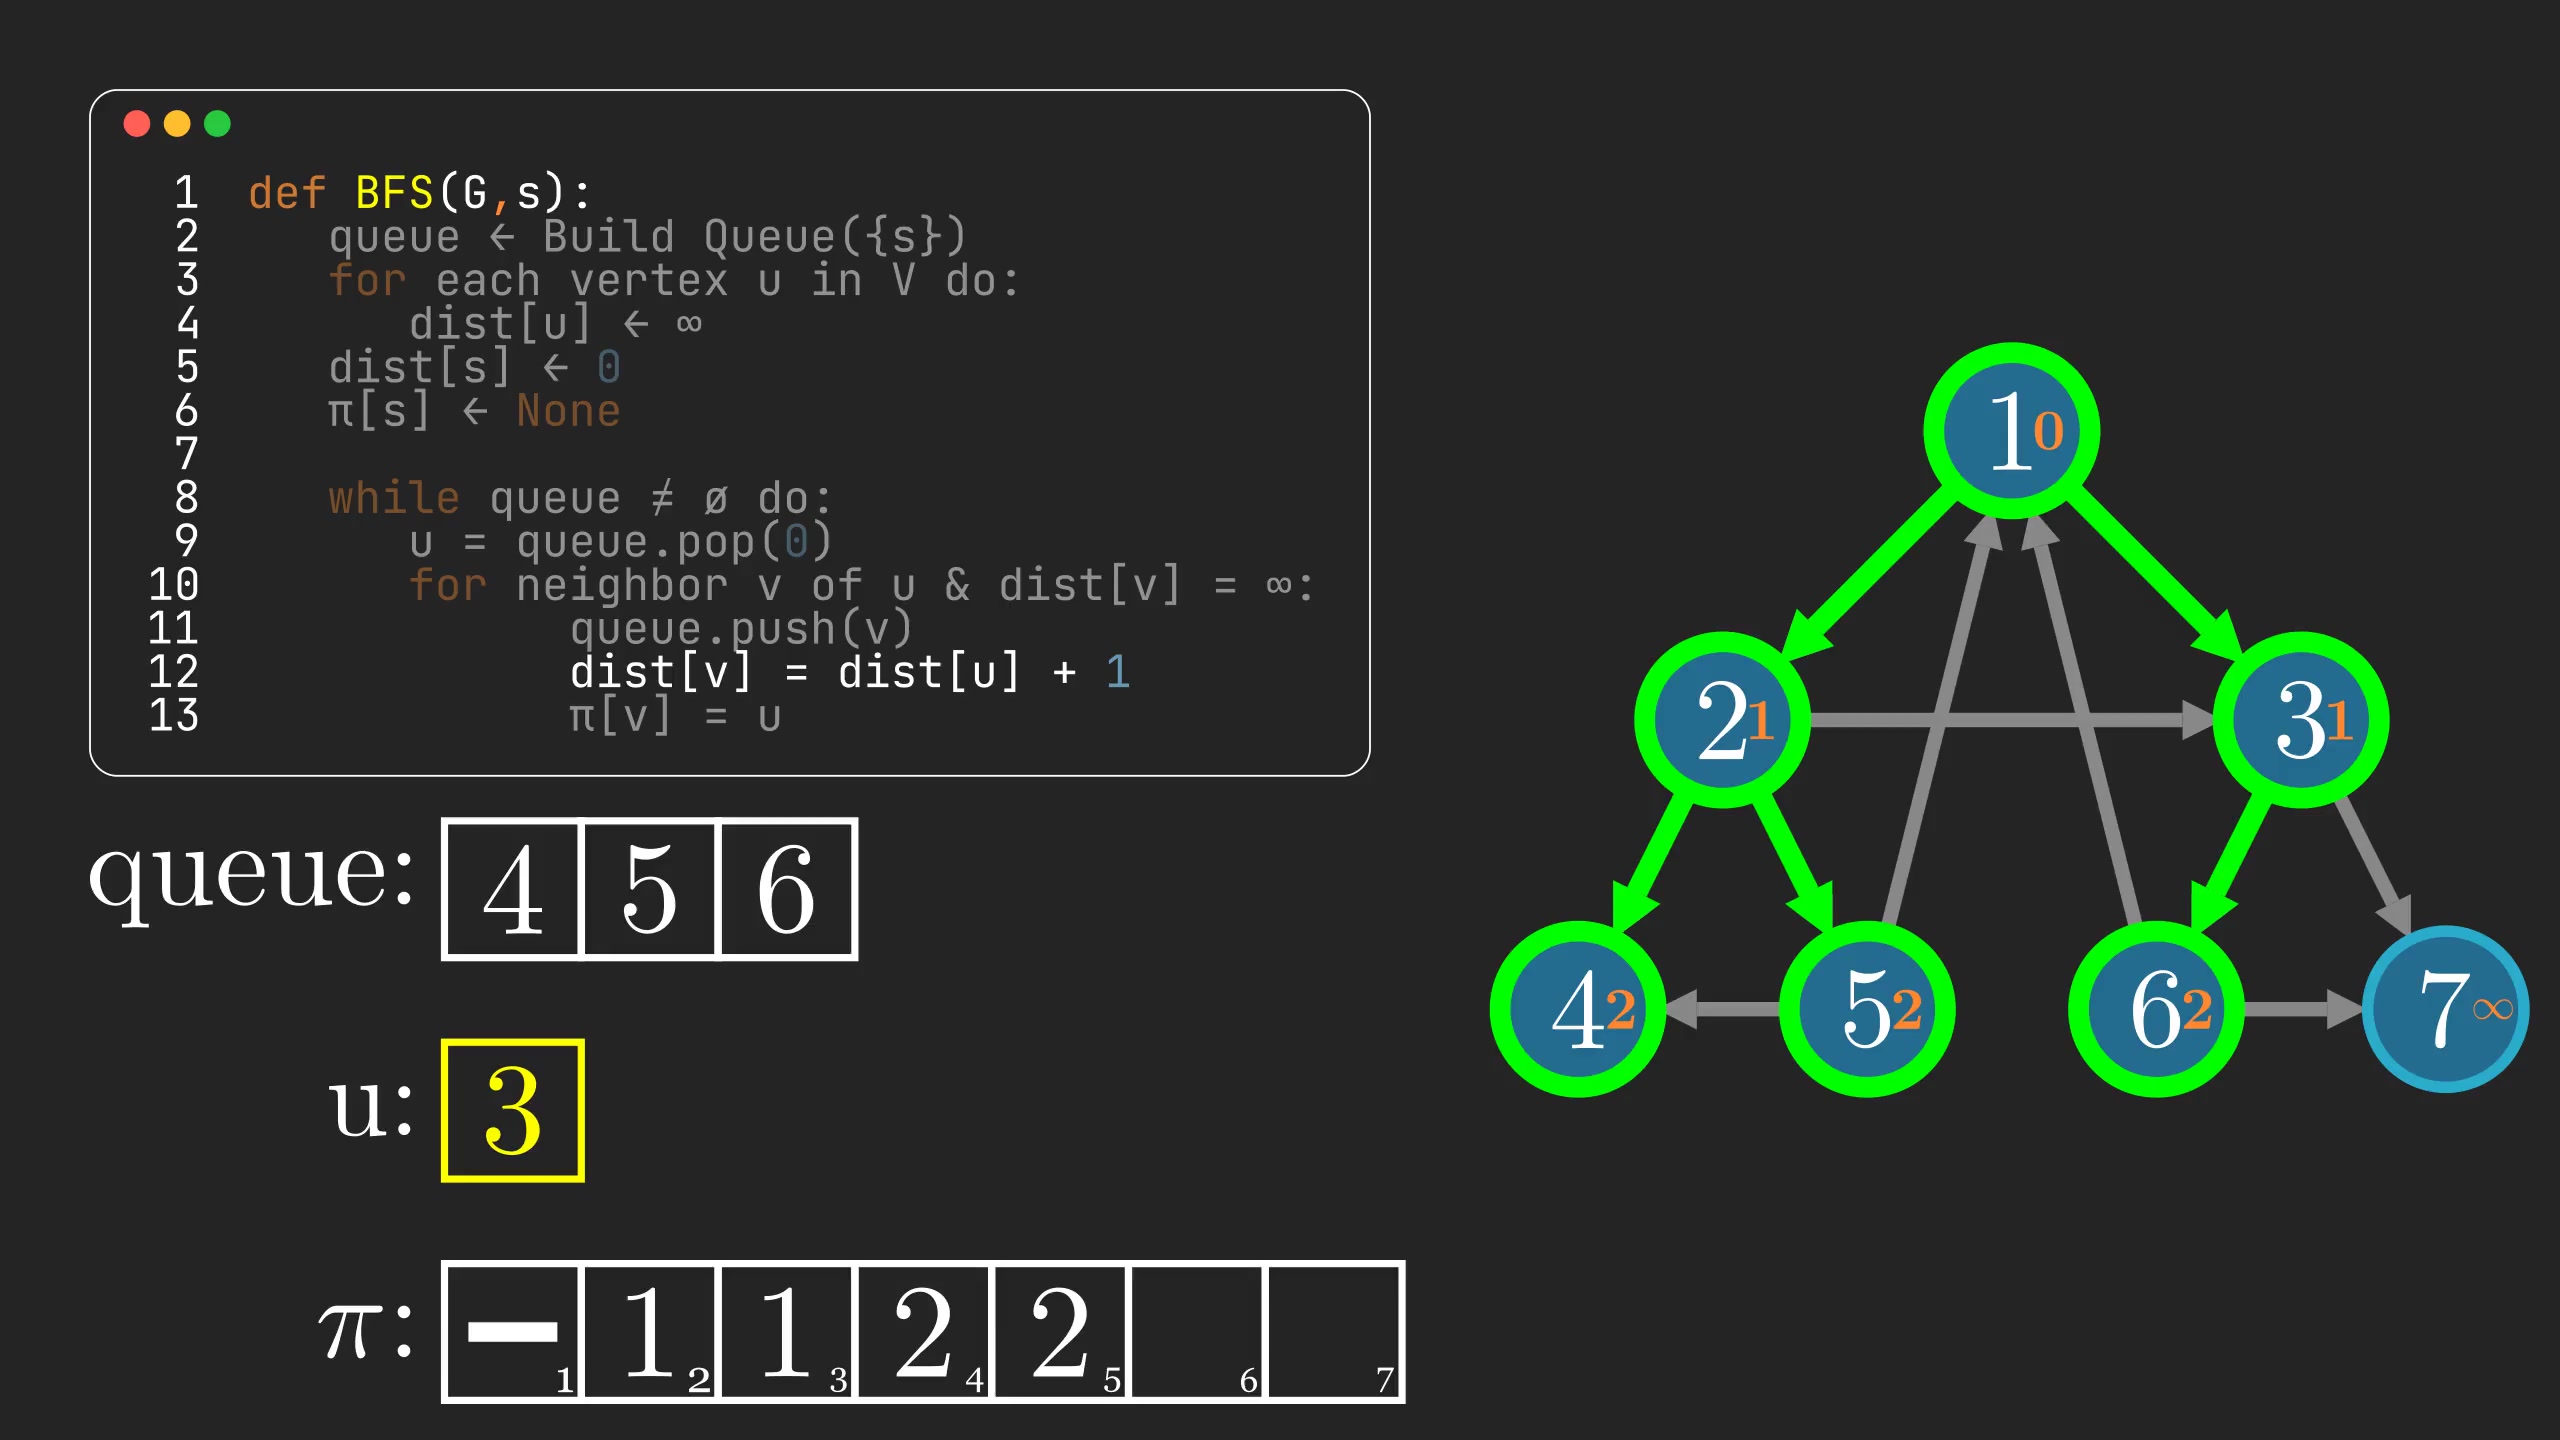 1 def BFS(G,s):
2 queue ← Build Queue({s})
3 for each vertex u in V do:
4 dist[u] ← ∞
5 dist[s] ← 0
6 π[s] ← None
7
8 while queue ≠ ø do:
9 u = queue.pop(0)
10 for neighbor v of u & dist[v] = ∞:
11 queue.push(v)
12 dist[v] = dist[u] + 1
13 π[v] = u
queue: 4 5 6
u: 3
π: – 1 1 2 2
1 2 3 4 5 6 7
1 0
2 1 3 1
4 2 5 2 6 2 7 ∞